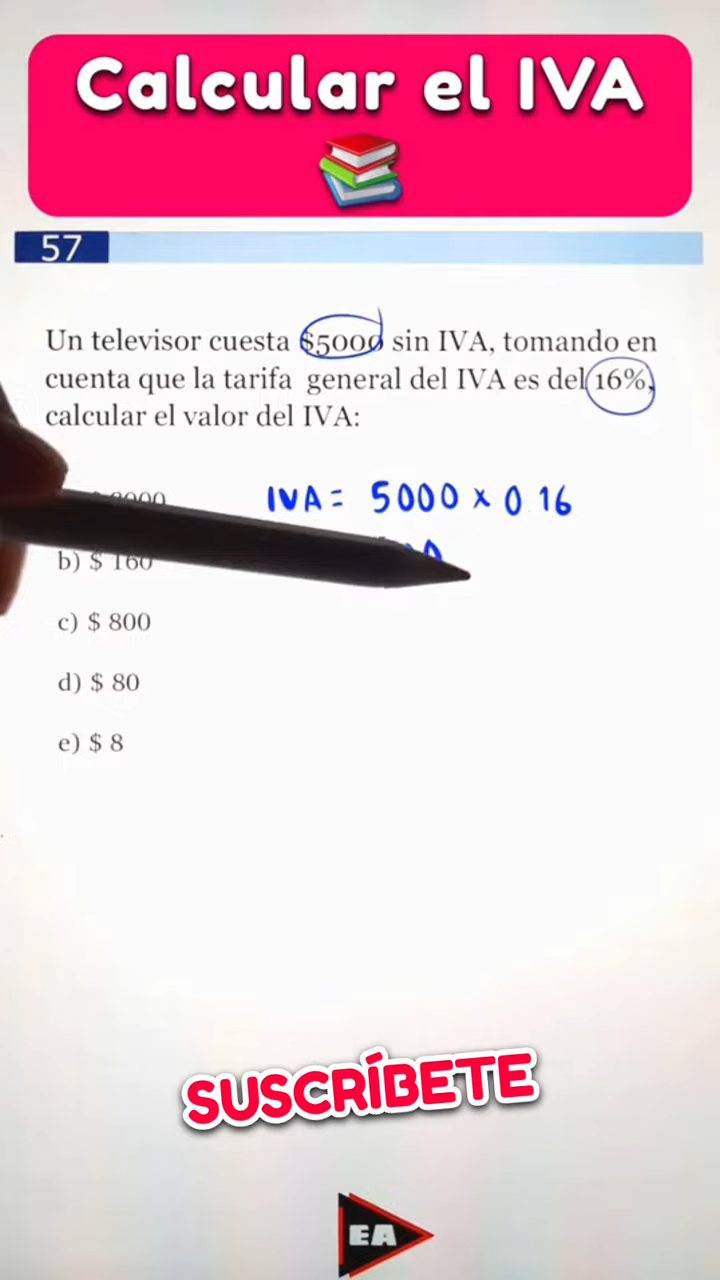 Calcular el IVA
57
Un televisor cuesta $5000 sin IVA, tomando en
cuenta que la tarifa general del IVA es del 16%,
calcular el valor del IVA:
IVA = 5000 x 0.16
b) $ 160
c) $ 800
d) $ 80
e) $ 8
SUSCRÍBETE
EA